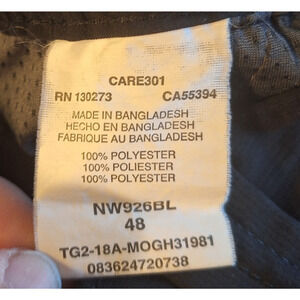 CARE301
RN 130273 CA55394
MADE IN BANGLADESH
HECHO EN BANGLADESH
FABRIQUE AU BANGLADESH
100% POLYESTER
100% POLIESTER
100% POLYESTER
NW926BL
48
TG2-18A-MOGH31981
083624720738